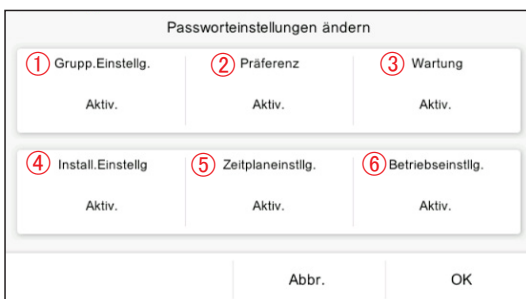 Passworteinstellungen ändern
① Grupp.Einstellg. ② Präferenz ③ Wartung
Aktiv. Aktiv. Aktiv.
④ Install.Einstellg ⑤ Zeitplaneinstllg. ⑥ Betriebseinstllg.
Aktiv. Aktiv. Aktiv.
Abbr. OK